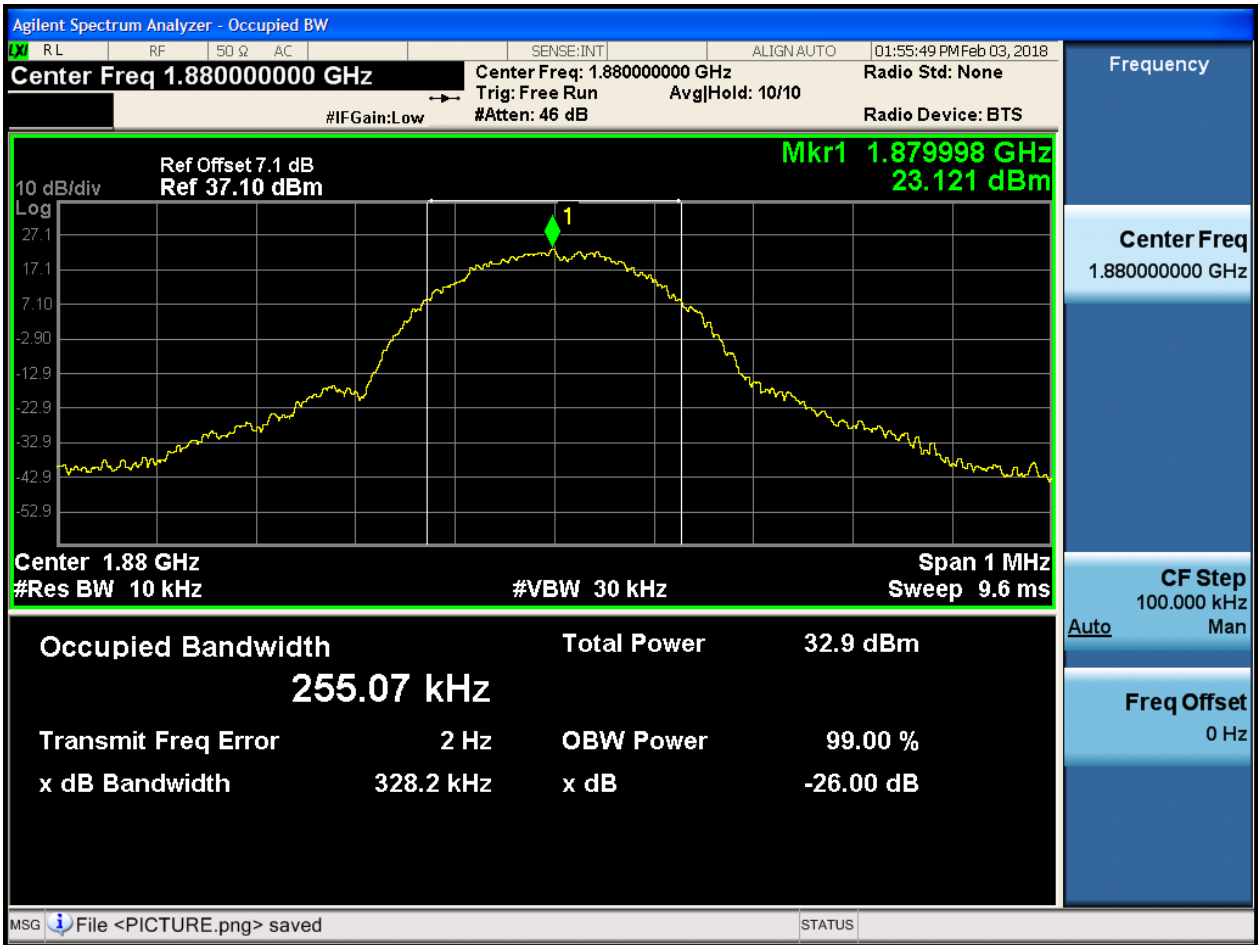 Agilent Spectrum Analyzer - Occupied BW
LXI RL RF 50 Ω AC SENSE:INT ALIGN AUTO 01:55:49 PM Feb 03, 2018
Center Freq 1.880000000 GHz
Center Freq: 1.880000000 GHz Radio Std: None
Trig: Free Run Avg|Hold: 10/10
#IFGain:Low #Atten: 46 dB Radio Device: BTS
Frequency
Mkr1 1.879998 GHz
23.121 dBm
Ref Offset 7.1 dB
10 dB/div Ref 37.10 dBm
Log
1
27.1
17.1
7.10
-2.90
-12.9
-22.9
-32.9
-42.9
-52.9
Center 1.88 GHz Span 1 MHz
#Res BW 10 kHz #VBW 30 kHz Sweep 9.6 ms
Occupied Bandwidth Total Power 32.9 dBm
255.07 kHz
Transmit Freq Error 2 Hz OBW Power 99.00 %
x dB Bandwidth 328.2 kHz x dB -26.00 dB
Center Freq
1.880000000 GHz
CF Step
100.000 kHz
Auto Man
Freq Offset
0 Hz
MSG File <PICTURE.png> saved STATUS